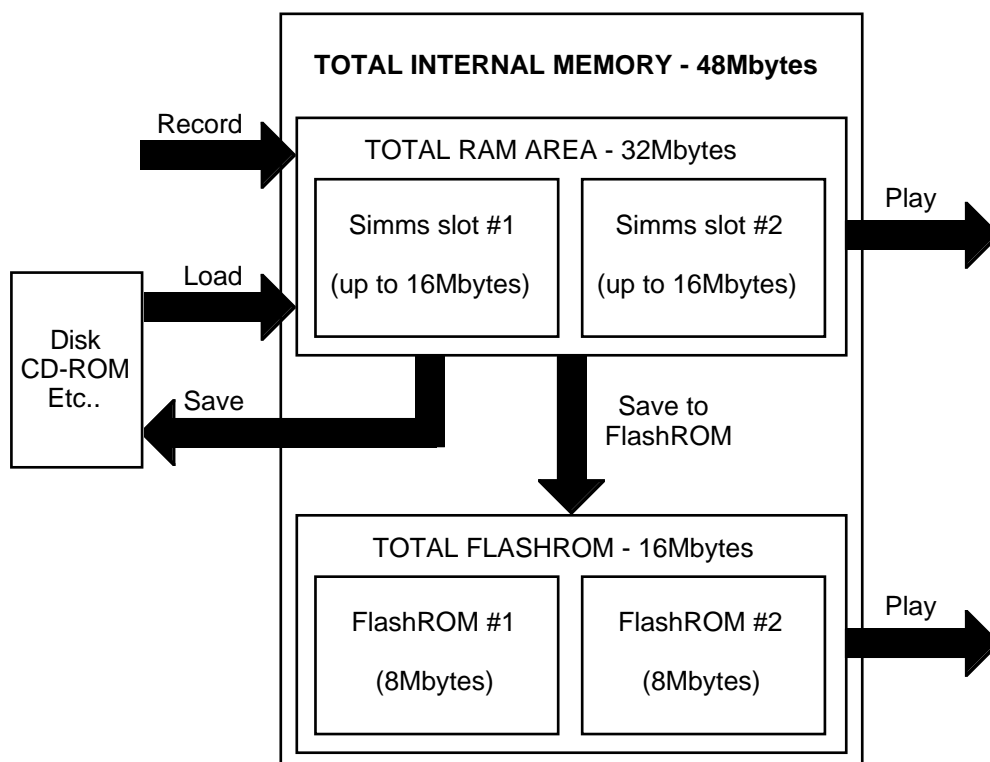 TOTAL INTERNAL MEMORY - 48Mbytes
Record
TOTAL RAM AREA - 32Mbytes
Play
Simms slot #1
(up to 16Mbytes)
Simms slot #2
(up to 16Mbytes)
Load
Disk
CD-ROM
Etc..
Save
Save to
FlashROM
TOTAL FLASHROM - 16Mbytes
Play
FlashROM #1
(8Mbytes)
FlashROM #2
(8Mbytes)